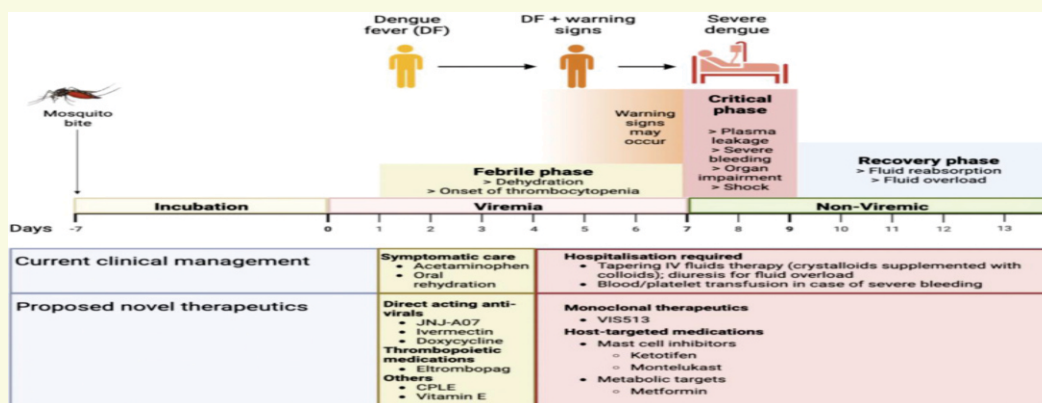 Dengue
fever (DF)
DF + warning
signs
Severe
dengue
Mosquito
bite
Warning
signs
may
occur
Critical
phase
> Plasma
leakage
> Severe
bleeding
> Organ
impairment
> Shock
Febrile phase
> Dehydration
> Onset of thrombocytopenia
Recovery phase
> Fluid reabsorption
> Fluid overload
Incubation
Viremia
Non-Viremic
Days -7 0 1 2 3 4 5 6 7 8 9 10 11 12 13
Current clinical management
Symptomatic care
• Acetaminophen
• Oral
rehydration
Hospitalisation required
• Tapering IV fluids therapy (crystalloids supplemented with
colloids); diuresis for fluid overload
• Blood/platelet transfusion in case of severe bleeding
Proposed novel therapeutics
Direct acting anti-
virals
• JNJ-A07
• Ivermectin
• Doxycycline
Thrombopoietic
medications
• Eltrombopag
Others
• CPLE
• Vitamin E
Monoclonal therapeutics
• VIS513
Host-targeted medications
• Mast cell inhibitors
○ Ketotifen
○ Montelukast
• Metabolic targets
○ Metformin